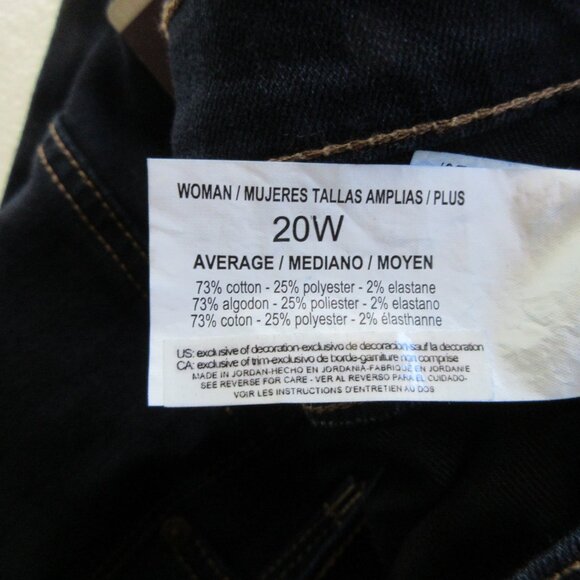 WOMAN / MUJERES TALLAS AMPLIAS / PLUS
20W
AVERAGE / MEDIANO / MOYEN
73% cotton - 25% polyester - 2% elastane
73% algodon - 25% poliester - 2% elastano
73% coton - 25% polyester - 2% élasthanne
US: exclusive of decoration-exclusivo de decoracion sauf la decoration
CA: exclusive of trim-exclusivo de borde-garniture non comprise
MADE IN JORDAN-HECHO EN JORDANIA-FABRIQUÉ EN JORDANIE
SEE REVERSE FOR CARE - VER AL REVERSO PARA EL CUIDADO-
VOIR LES INSTRUCTIONS D'ENTRETIEN AU DOS